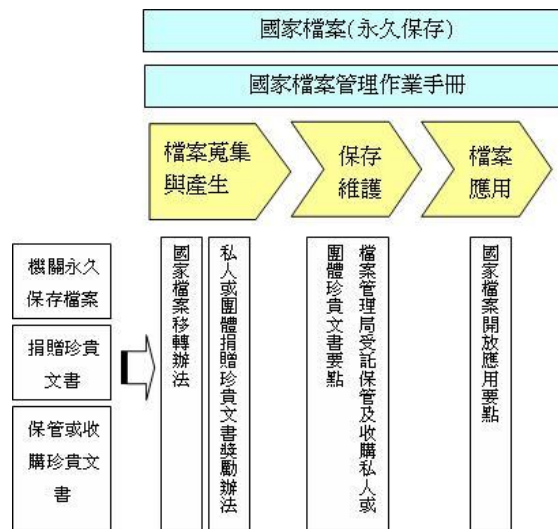 國家檔案(永久保存)
國家檔案管理作業手冊
檔案蒐集
與產生
保存
維護
檔案
應用
機關永久
保存檔案
捐贈珍貴
文書
保管或收
購珍貴文
書
國家檔案移轉辦法
私人或團體捐贈珍貴文書獎勵辦法
檔案管理局受託保管及收購私人或
團體珍貴文書要點
國家檔案開放應用要點